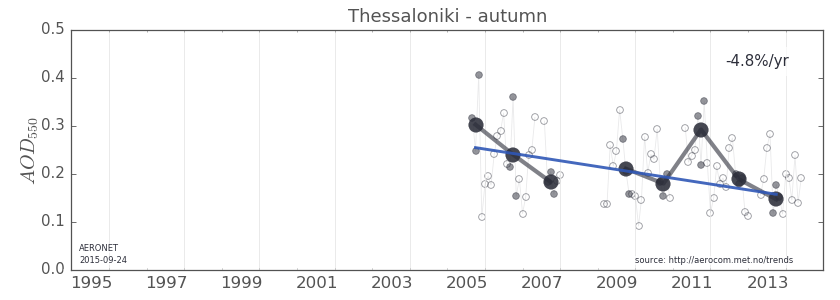 Thessaloniki - autumn
0.5
0.4
0.3
0.2
0.1
0.0
AOD550
-4.8%/yr
AERONET
2015-09-24
source: http://aerocom.met.no/trends
1995 1997 1999 2001 2003 2005 2007 2009 2011 2013